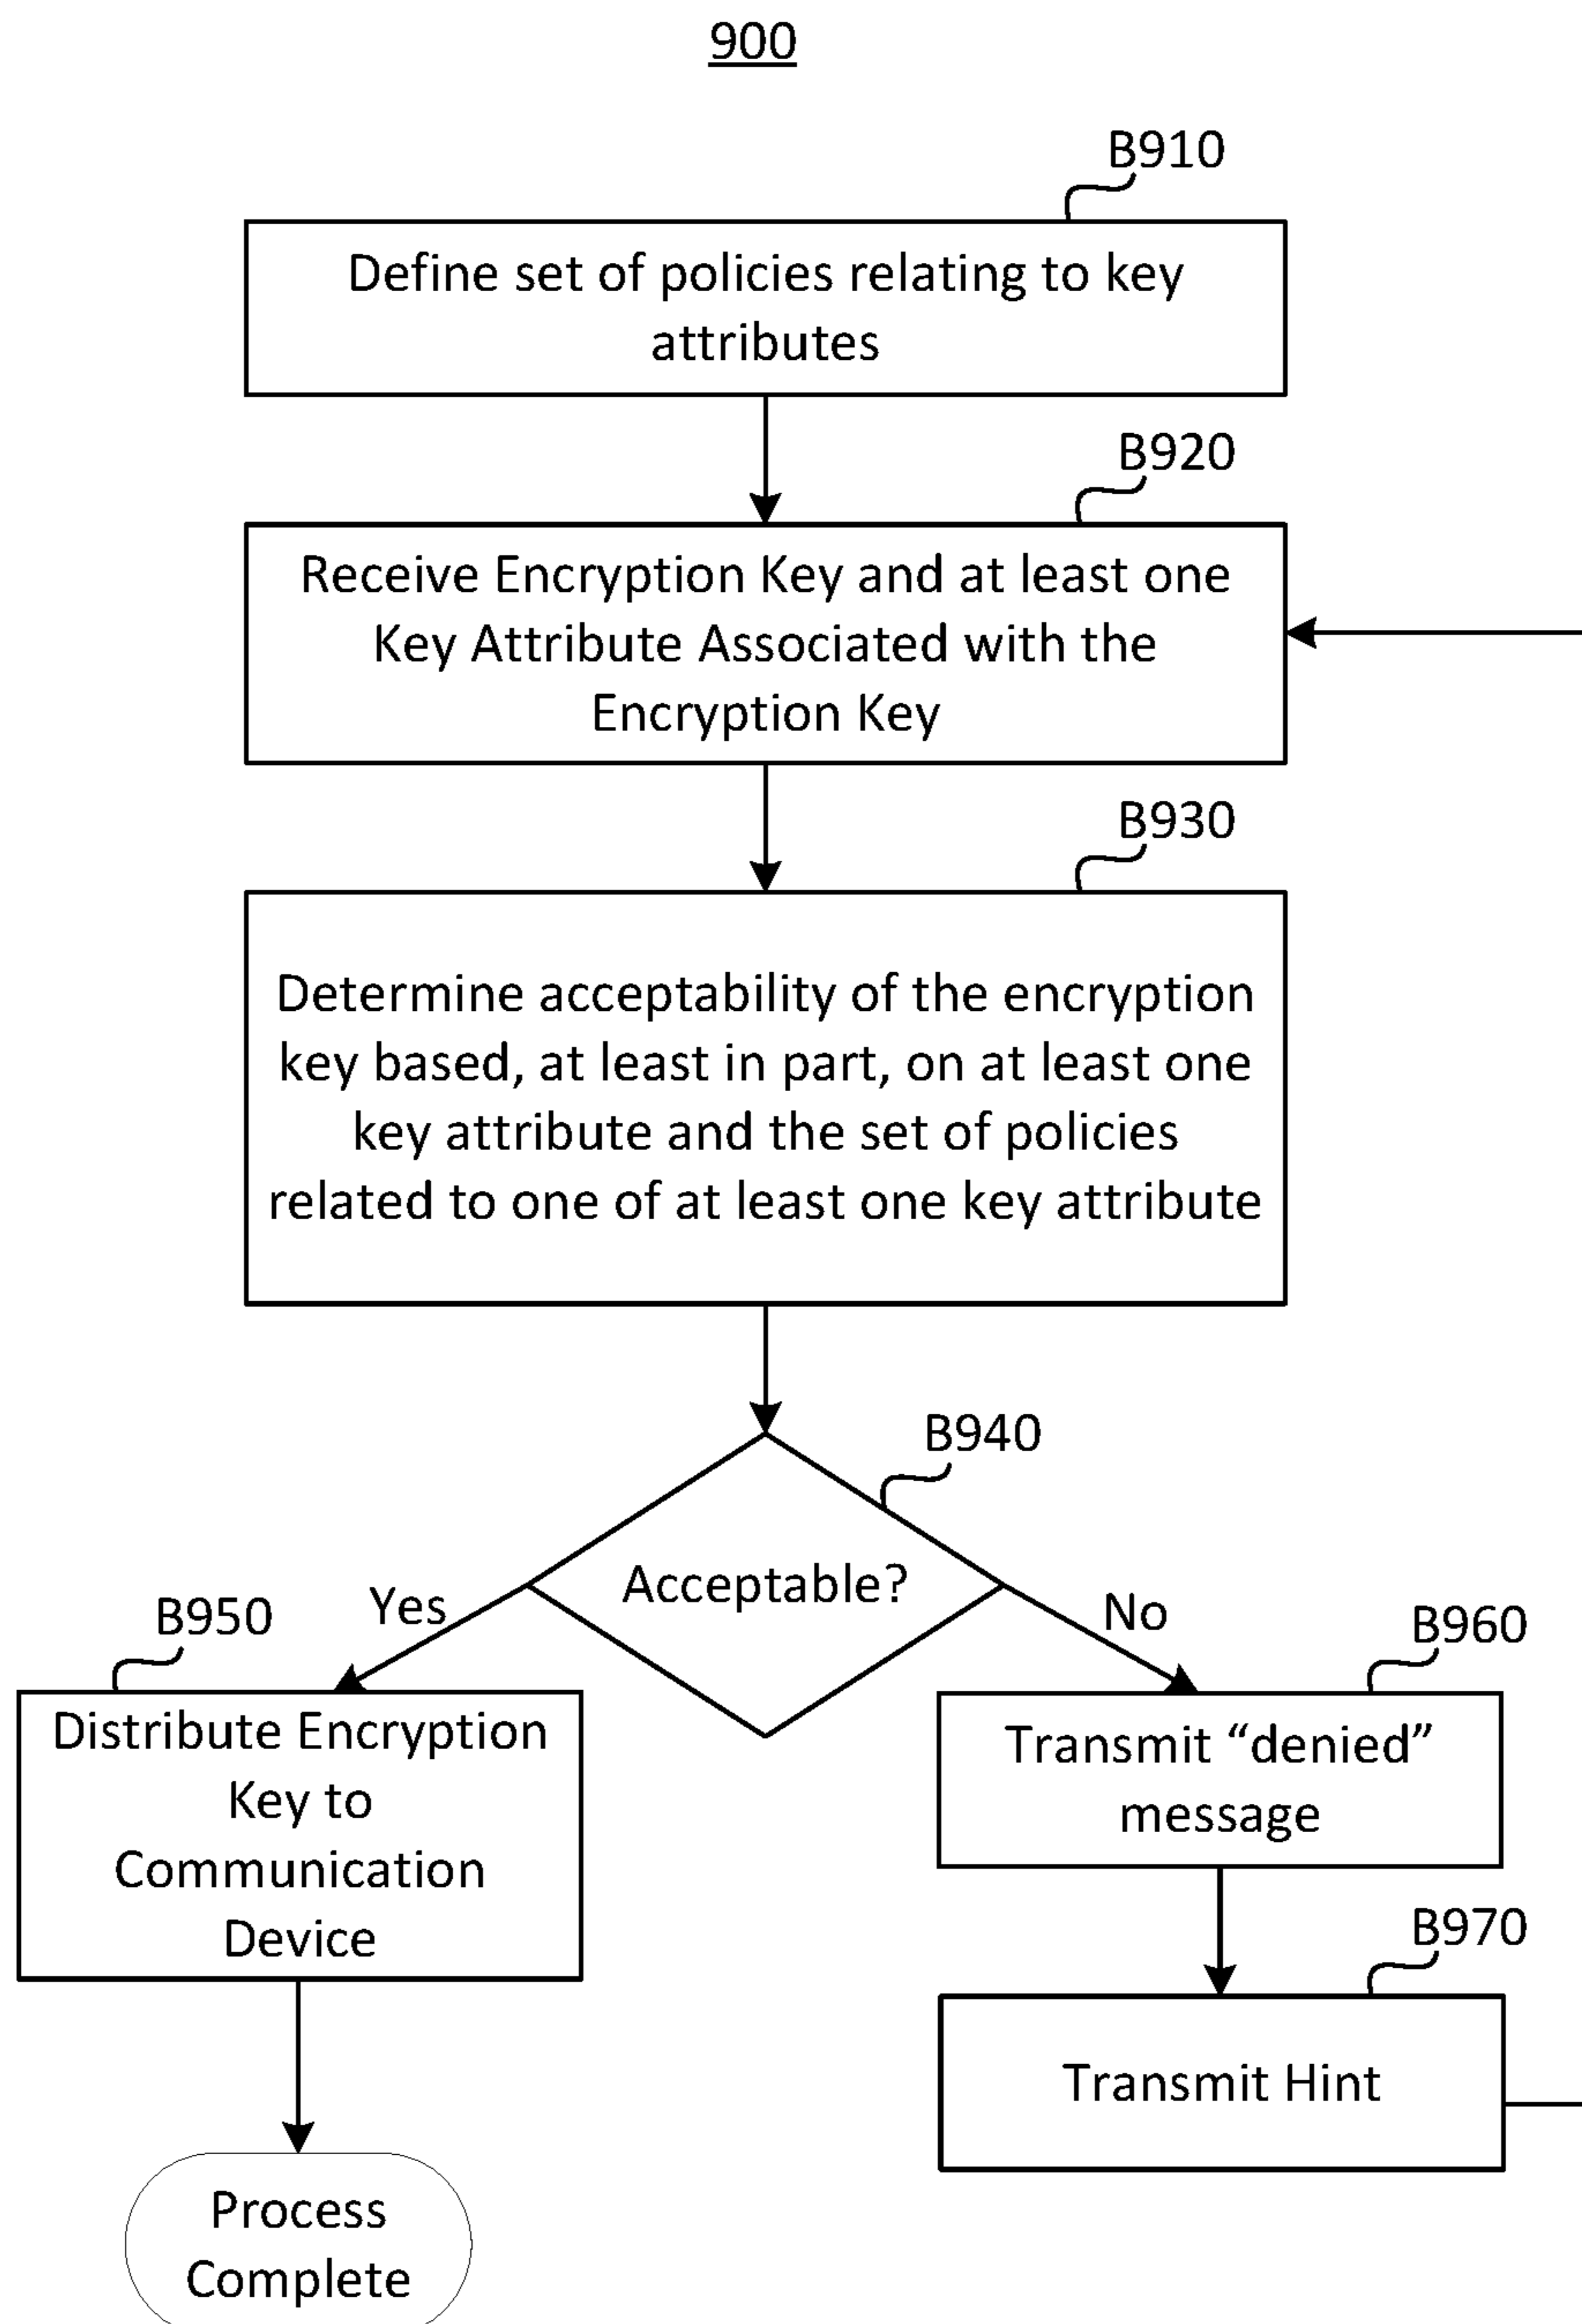 900
B910
Define set of policies relating to key
attributes
B920
Receive Encryption Key and at least one
Key Attribute Associated with the
Encryption Key
B930
Determine acceptability of the encryption
key based, at least in part, on at least one
key attribute and the set of policies
related to one of at least one key attribute
B940
Acceptable?
Yes
No
B950
Distribute Encryption
Key to
Communication
Device
B960
Transmit “denied”
message
B970
Transmit Hint
Process
Complete